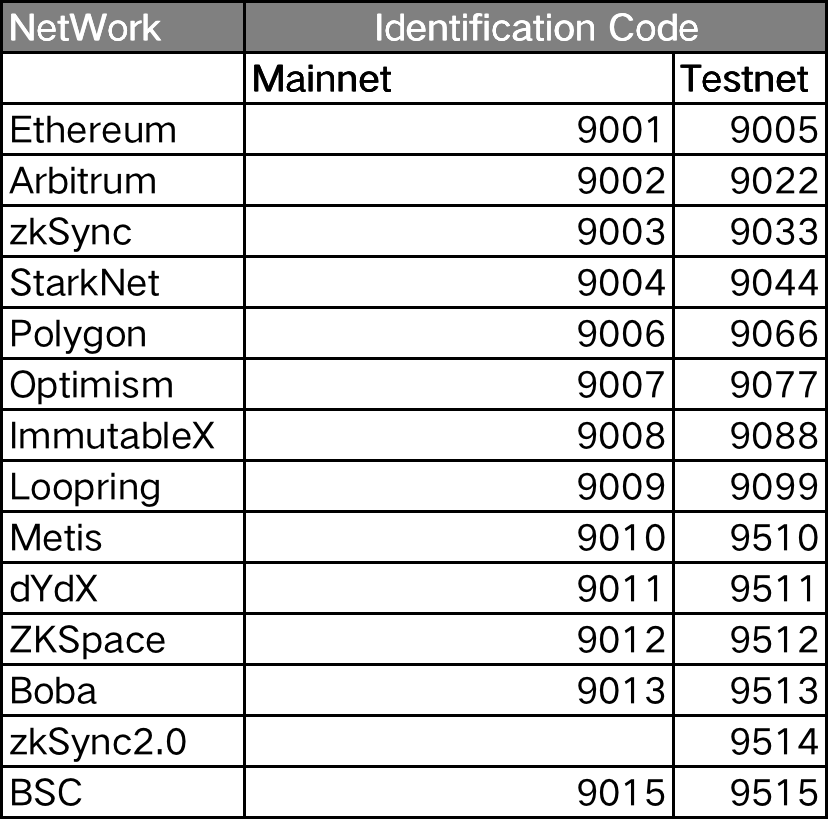 NetWork Identification Code
Mainnet Testnet
Ethereum 9001 9005
Arbitrum 9002 9022
zkSync 9003 9033
StarkNet 9004 9044
Polygon 9006 9066
Optimism 9007 9077
ImmutableX 9008 9088
Loopring 9009 9099
Metis 9010 9510
dYdX 9011 9511
ZKSpace 9012 9512
Boba 9013 9513
zkSync2.0 9514
BSC 9015 9515